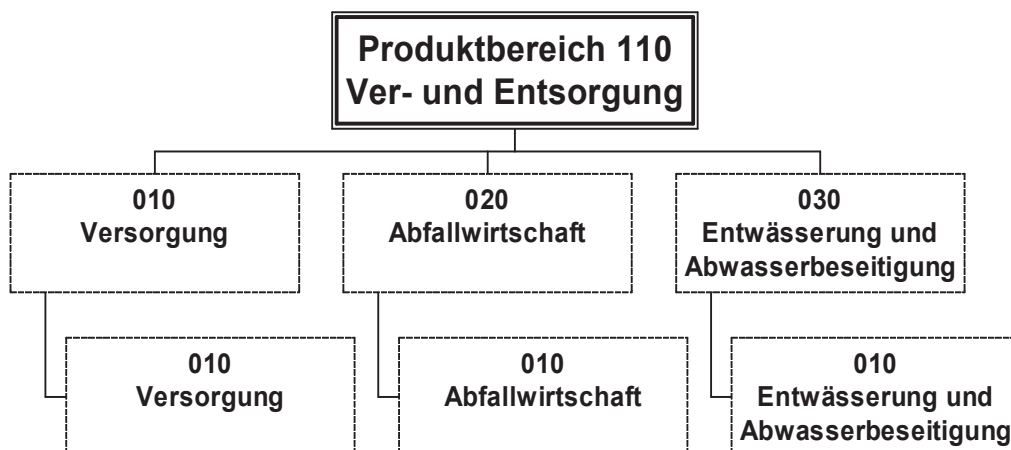 Produktbereich 110
Ver- und Entsorgung
010
Versorgung
020
Abfallwirtschaft
030
Entwässerung und
Abwasserbeseitigung
010
Versorgung
010
Abfallwirtschaft
010
Entwässerung und
Abwasserbeseitigung